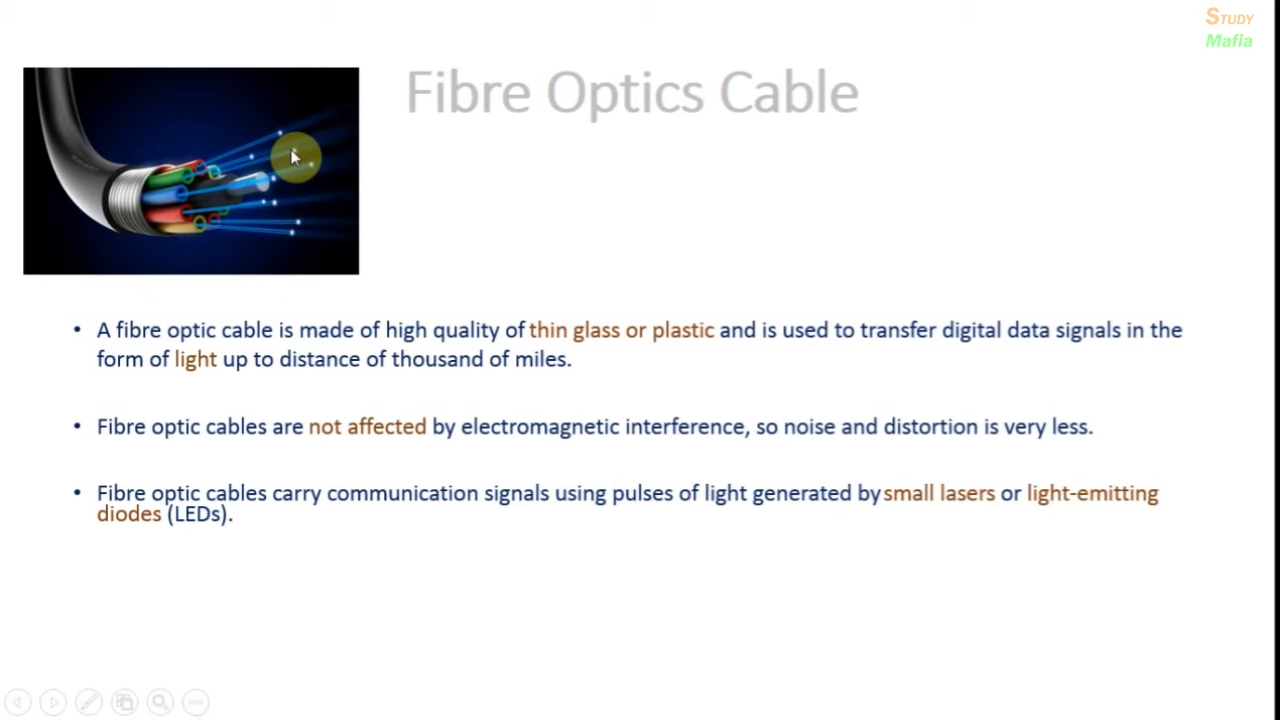 STUDY
Mafia
Fibre Optics Cable
• A fibre optic cable is made of high quality of thin glass or plastic and is used to transfer digital data signals in the
form of light up to distance of thousand of miles.
• Fibre optic cables are not affected by electromagnetic interference, so noise and distortion is very less.
• Fibre optic cables carry communication signals using pulses of light generated by small lasers or light-emitting
diodes (LEDs).